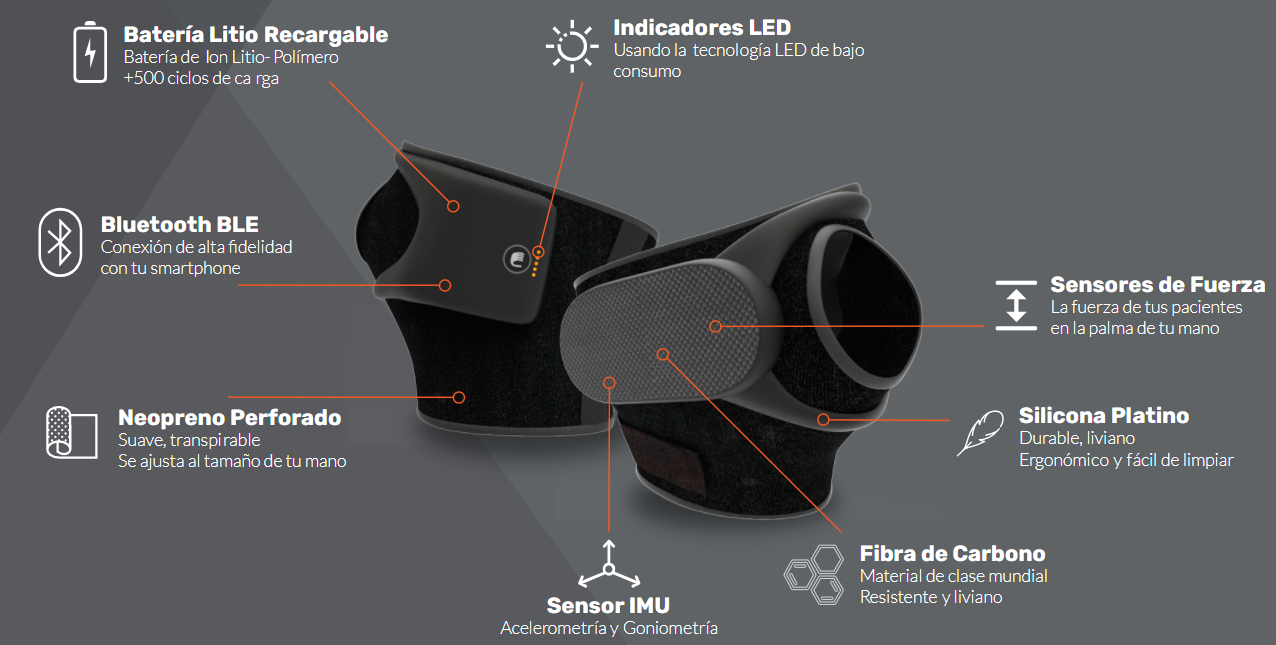 Batería Litio Recargable
Batería de Ion Litio- Polímero
+500 ciclos de ca rga
Indicadores LED
Usando la tecnología LED de bajo
consumo
Bluetooth BLE
Conexión de alta fidelidad
con tu smartphone
Sensores de Fuerza
La fuerza de tus pacientes
en la palma de tu mano
Neopreno Perforado
Suave, transpirable
Se ajusta al tamaño de tu mano
Silicona Platino
Durable, liviano
Ergonómico y fácil de limpiar
Fibra de Carbono
Material de clase mundial
Resistente y liviano
Sensor IMU
Acelerometría y Goniometría